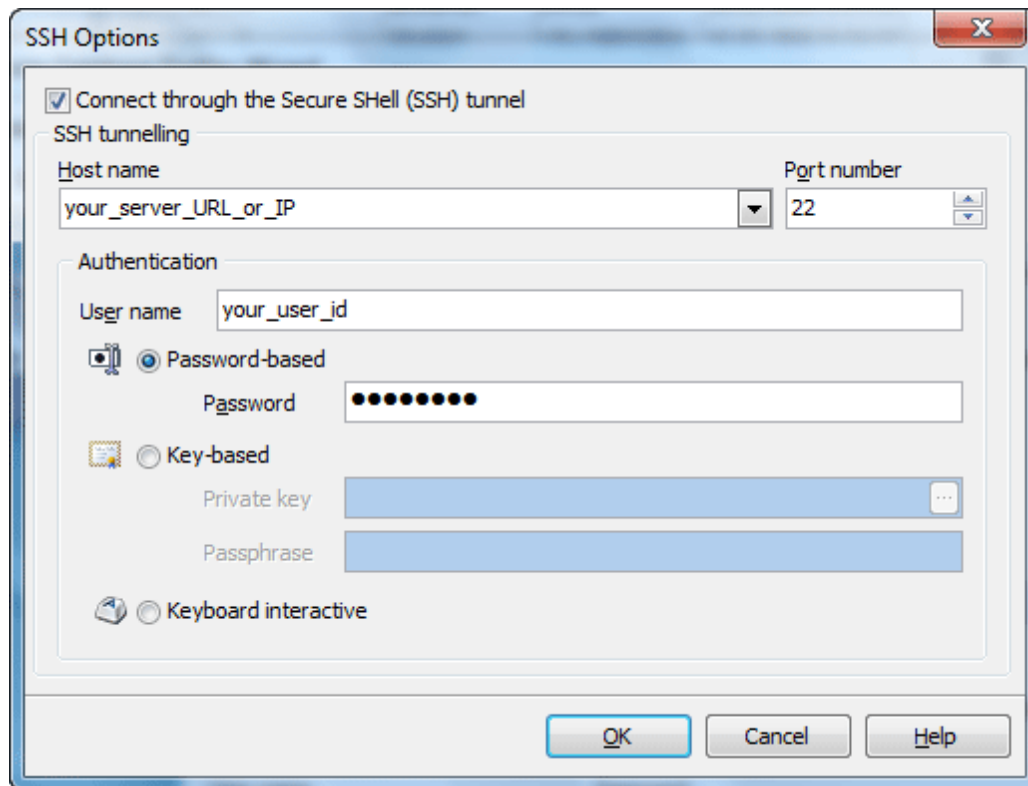 SSH Options
Connect through the Secure SHell (SSH) tunnel
SSH tunnelling
Host name Port number
your_server_URL_or_IP 22
Authentication
User name your_user_id
Password-based
Password ●●●●●●●●
Key-based
Private key ...
Passphrase
Keyboard interactive
OK Cancel Help